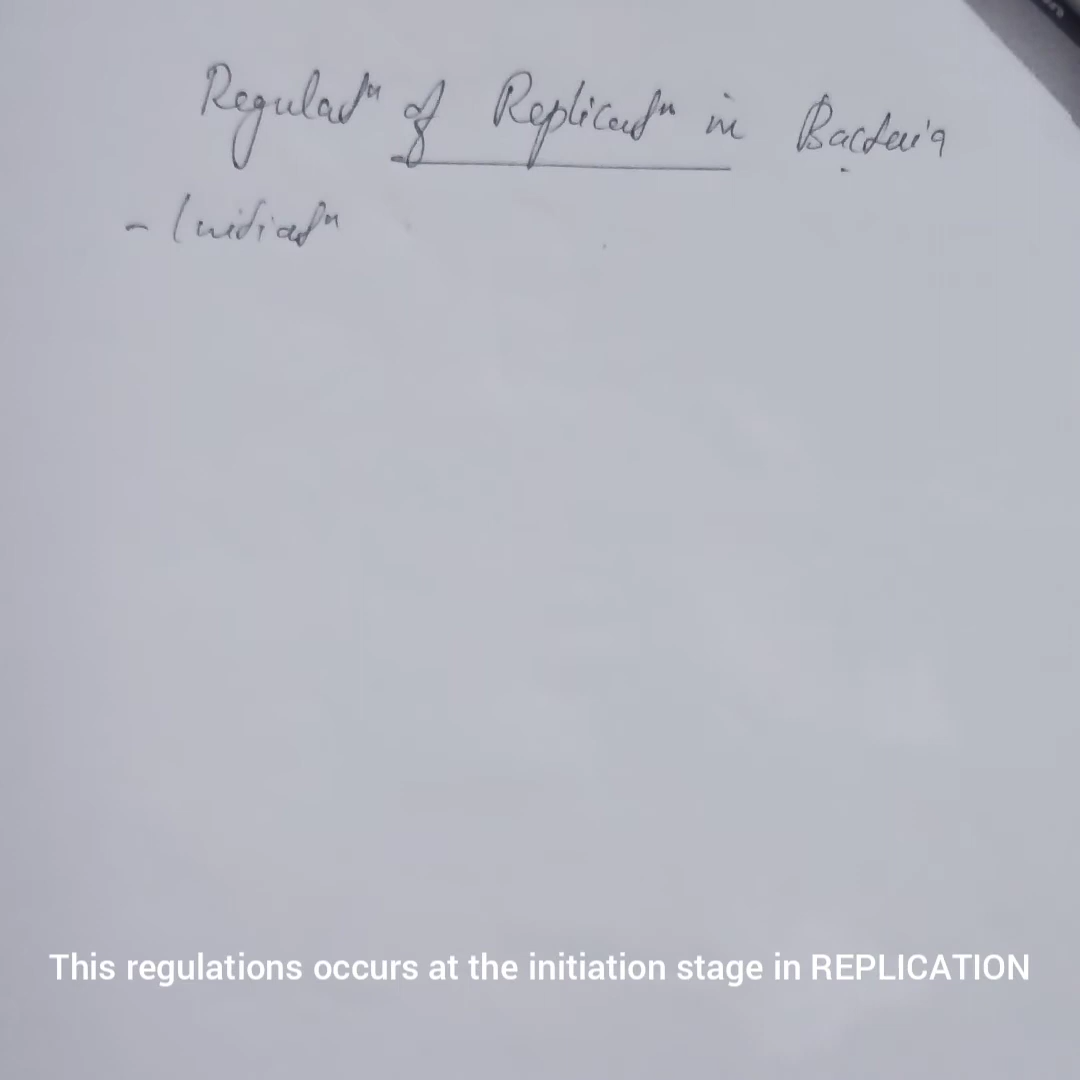 Regulatⁿ of Replicatⁿ in Bacteria
- Initiatⁿ
This regulations occurs at the initiation stage in REPLICATION